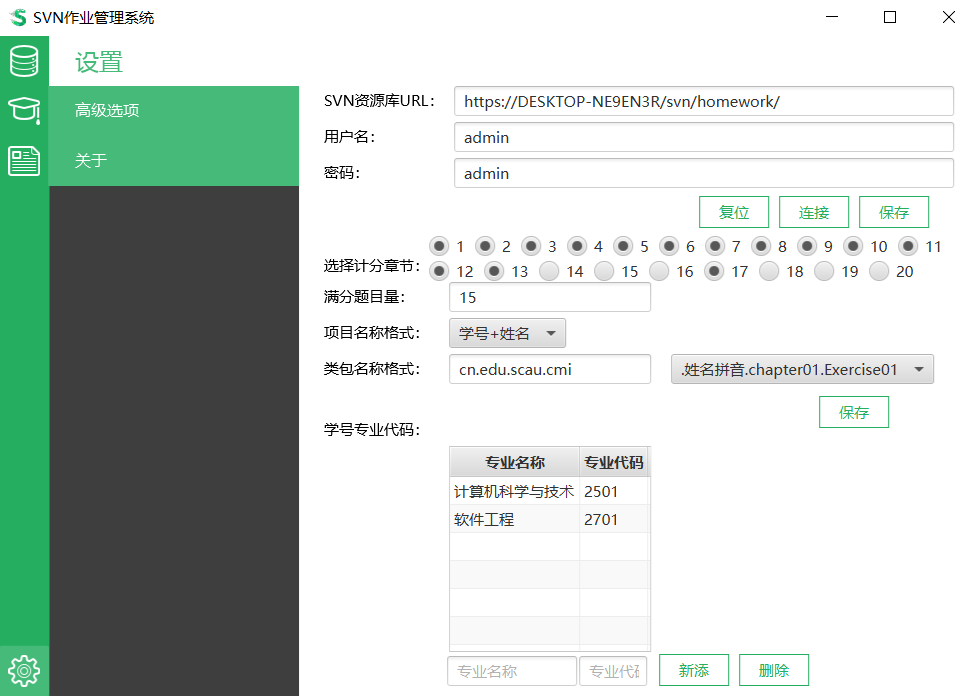 SVN作业管理系统
设置
高级选项
关于
SVN资源库URL： https://DESKTOP-NE9EN3R/svn/homework/
用户名： admin
密码： admin
复位 连接 保存
选择计分章节：
1 2 3 4 5 6 7 8 9 10 11
12 13 14 15 16 17 18 19 20
满分题目量： 15
项目名称格式： 学号+姓名
类包名称格式： cn.edu.scau.cmi .姓名拼音.chapter01.Exercise01
保存
学号专业代码：
专业名称 专业代码
计算机科学与技术 2501
软件工程 2701
专业名称 专业代 新添 删除